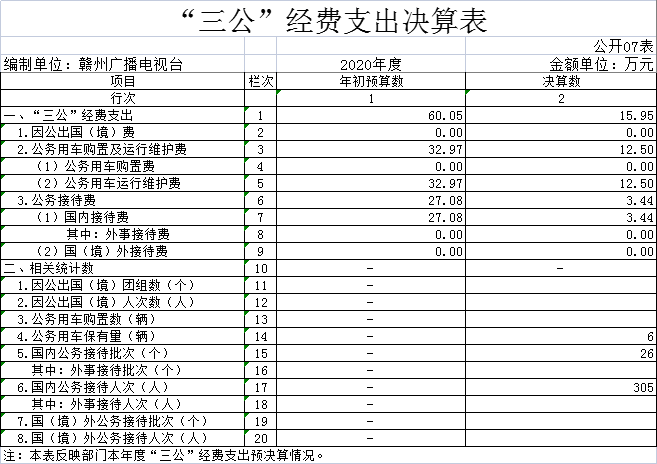 “三公”经费支出决算表
公开07表
编制单位：赣州广播电视台 2020年度 金额单位：万元
项目 栏次 年初预算数 决算数
行次 1 2
一、“三公”经费支出 1 60.05 15.95
1.因公出国（境）费 2 0.00 0.00
2.公务用车购置及运行维护费 3 32.97 12.50
（1）公务用车购置费 4 0.00 0.00
（2）公务用车运行维护费 5 32.97 12.50
3.公务接待费 6 27.08 3.44
（1）国内接待费 7 27.08 3.44
其中：外事接待费 8 0.00 0.00
（2）国（境）外接待费 9 0.00 0.00
二、相关统计数 10 – –
1.因公出国（境）团组数（个） 11 –
2.因公出国（境）人次数（人） 12 –
3.公务用车购置数（辆） 13 –
4.公务用车保有量（辆） 14 – 6
5.国内公务接待批次（个） 15 – 26
其中：外事接待批次（个） 16 –
6.国内公务接待人次（人） 17 – 305
其中：外事接待人次（人） 18 –
7.国（境）外公务接待批次（个） 19 –
8.国（境）外公务接待人次（人） 20 –
注：本表反映部门本年度“三公”经费支出预决算情况。